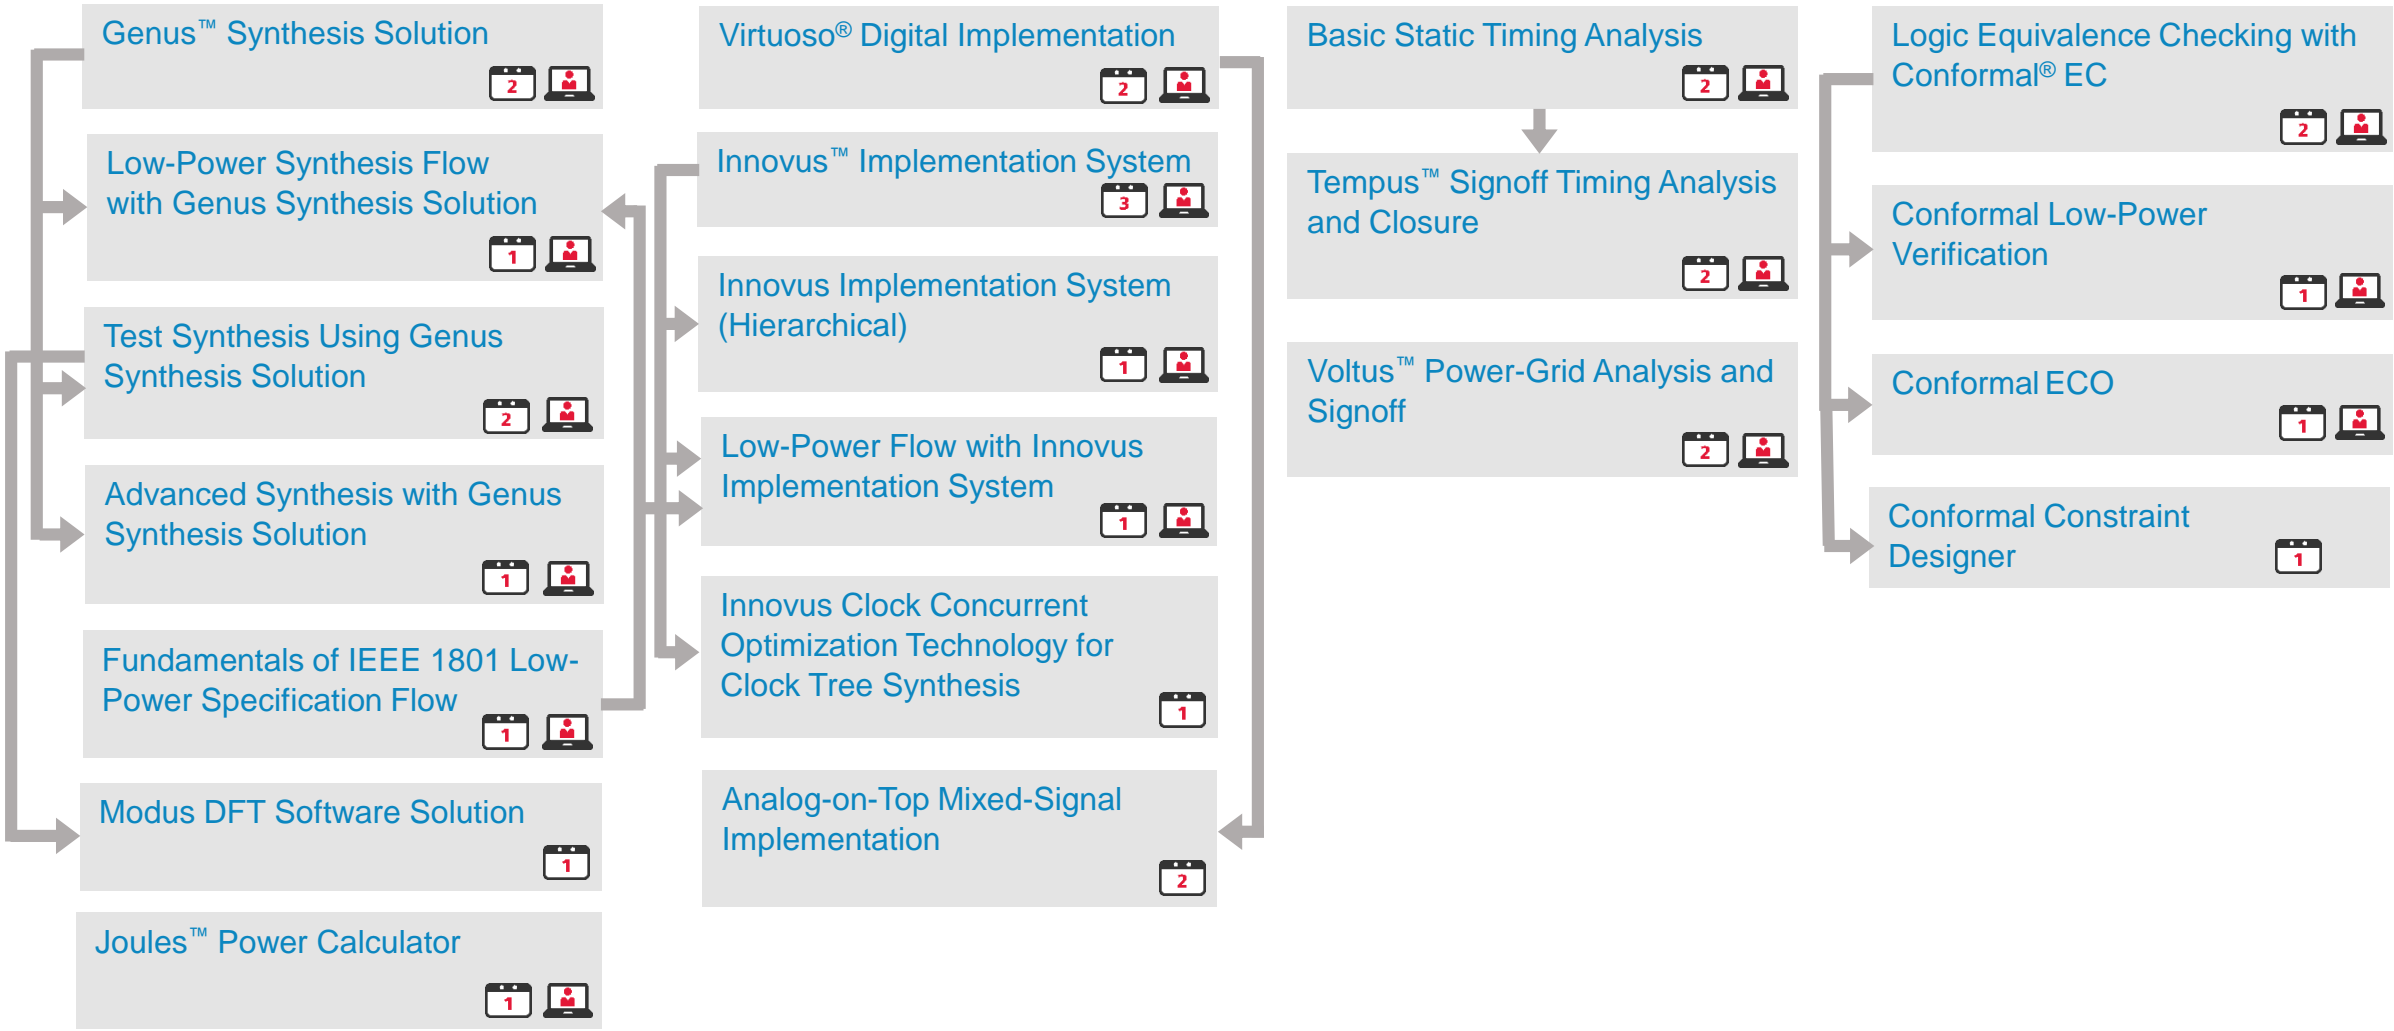 Genus™ Synthesis Solution
2
Low-Power Synthesis Flow
with Genus Synthesis Solution
1
Test Synthesis Using Genus
Synthesis Solution
2
Advanced Synthesis with Genus
Synthesis Solution
1
Fundamentals of IEEE 1801 Low-
Power Specification Flow
1
Modus DFT Software Solution
1
Joules™ Power Calculator
1
Virtuoso® Digital Implementation
2
Innovus™ Implementation System
3
Innovus Implementation System
(Hierarchical)
1
Low-Power Flow with Innovus
Implementation System
1
Innovus Clock Concurrent
Optimization Technology for
Clock Tree Synthesis
1
Analog-on-Top Mixed-Signal
Implementation
2
Basic Static Timing Analysis
2
Tempus™ Signoff Timing Analysis
and Closure
2
Voltus™ Power-Grid Analysis and
Signoff
2
Logic Equivalence Checking with
Conformal® EC
2
Conformal Low-Power
Verification
1
Conformal ECO
1
Conformal Constraint
Designer
1